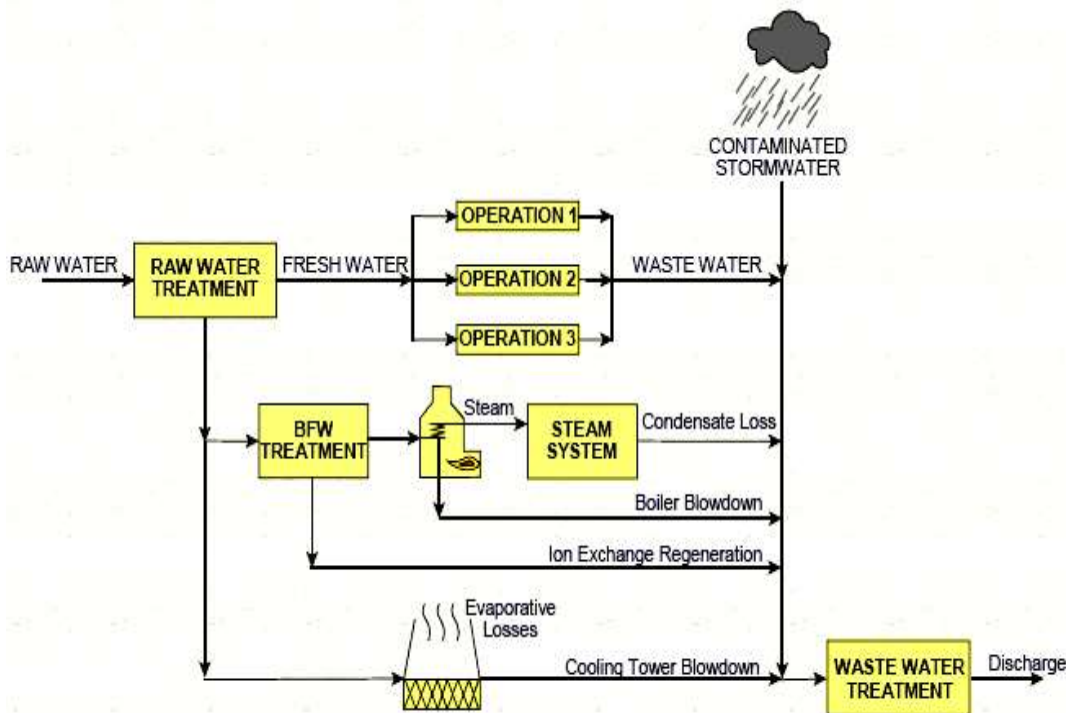 CONTAMINATED
STORMWATER
OPERATION 1
RAW WATER
RAW WATER
TREATMENT
FRESH WATER
OPERATION 2
WASTE WATER
OPERATION 3
Steam
BFW
TREATMENT
STEAM
SYSTEM
Condensate Loss
Boiler Blowdown
Ion Exchange Regeneration
Evaporative
Losses
Cooling Tower Blowdown
WASTE WATER
TREATMENT
Discharge